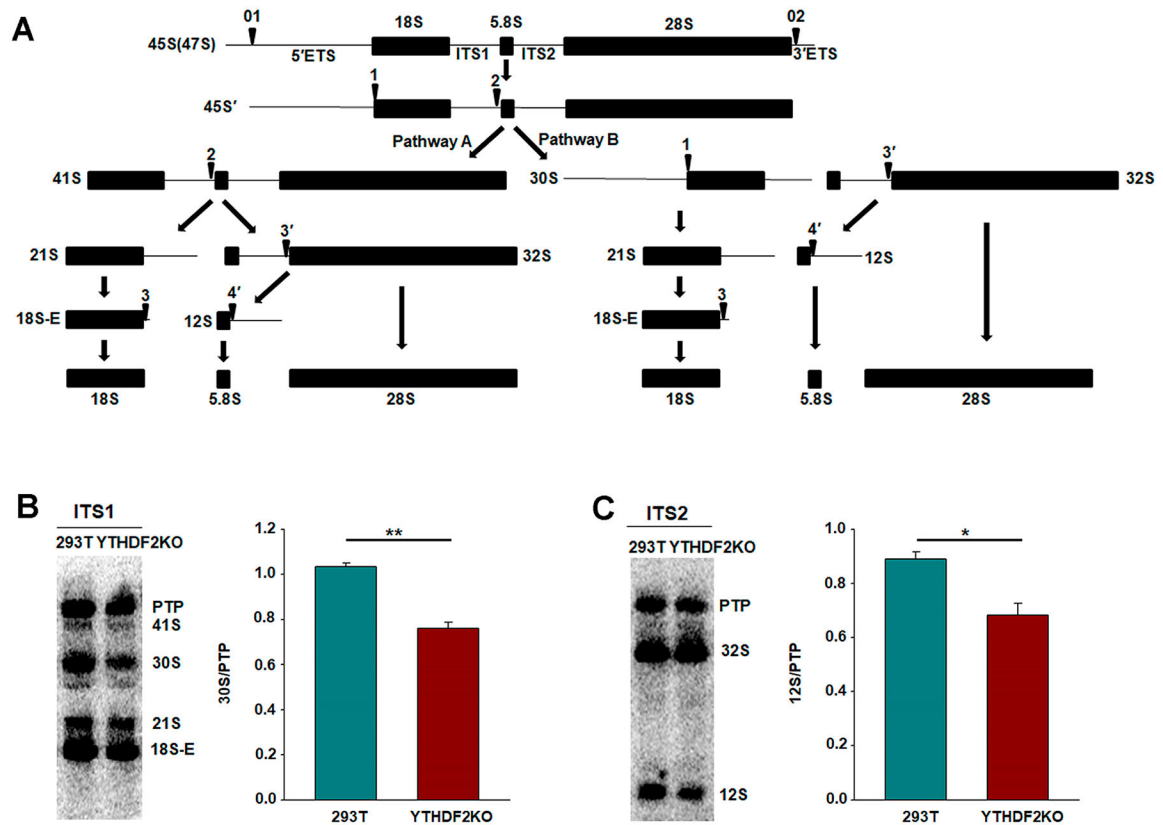 A
01 18S 5.8S 28S 02
45S(47S) 5′ETS ITS1 ITS2 3′ETS
1 2
45S′
Pathway A Pathway B
2 1 3′
41S 30S 32S
3′ 4′
21S 32S 21S 12S
3 4′ 3
18S-E 12S 18S-E
18S 5.8S 28S 18S 5.8S 28S
B
ITS1
293T YTHDF2KO
PTP
41S
30S
21S
18S-E
30S/PTP
1.2
1.0
0.8
0.6
0.4
0.2
0.0
**
293T YTHDF2KO
C
ITS2
293T YTHDF2KO
PTP
32S
12S
12S/PTP
1.0
0.8
0.6
0.4
0.2
0.0
*
293T YTHDF2KO